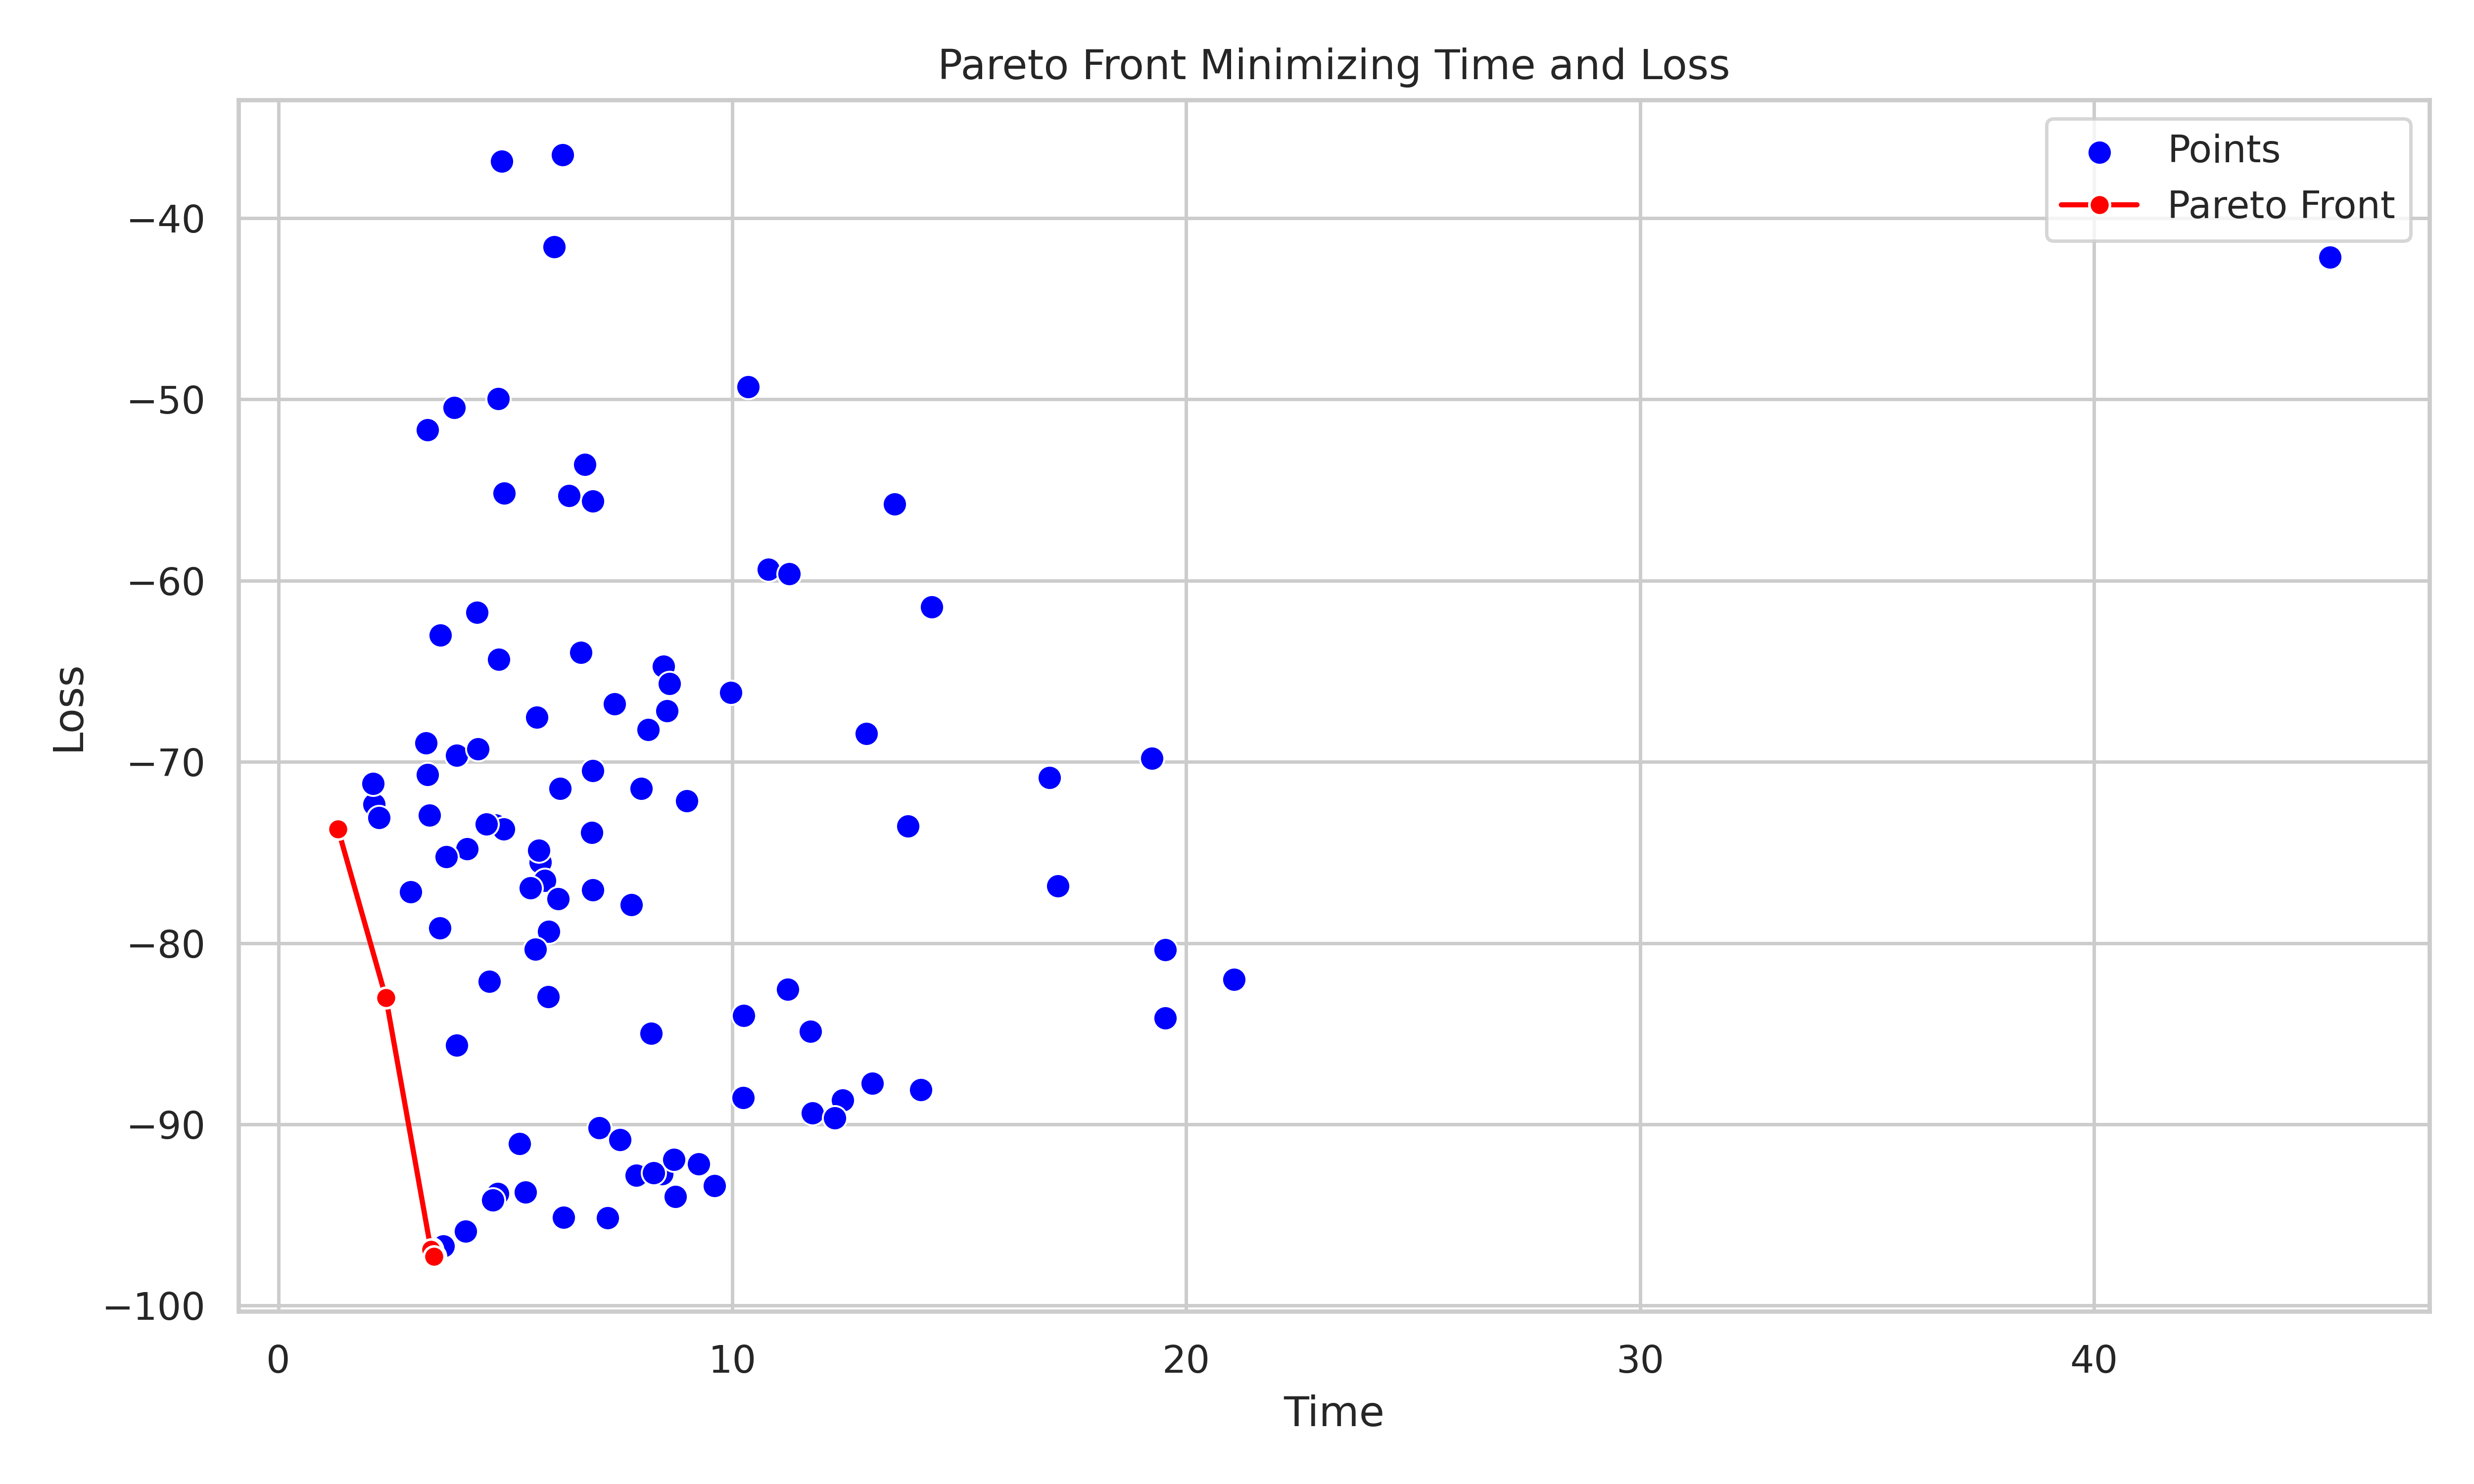 Pareto Front Minimizing Time and Loss
Points
Pareto Front
−40
−50
−60
−70
−80
−90
−100
Loss
0 10 20 30 40
Time